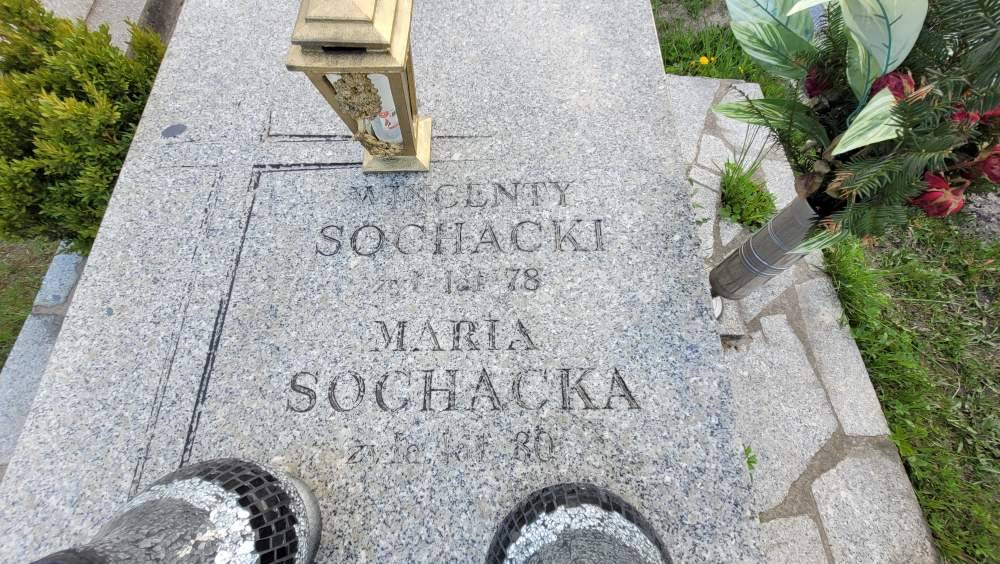 WINCENTY
SOCHACKI
żył lat 78
MARIA
SOCHACKA
żyła lat 80